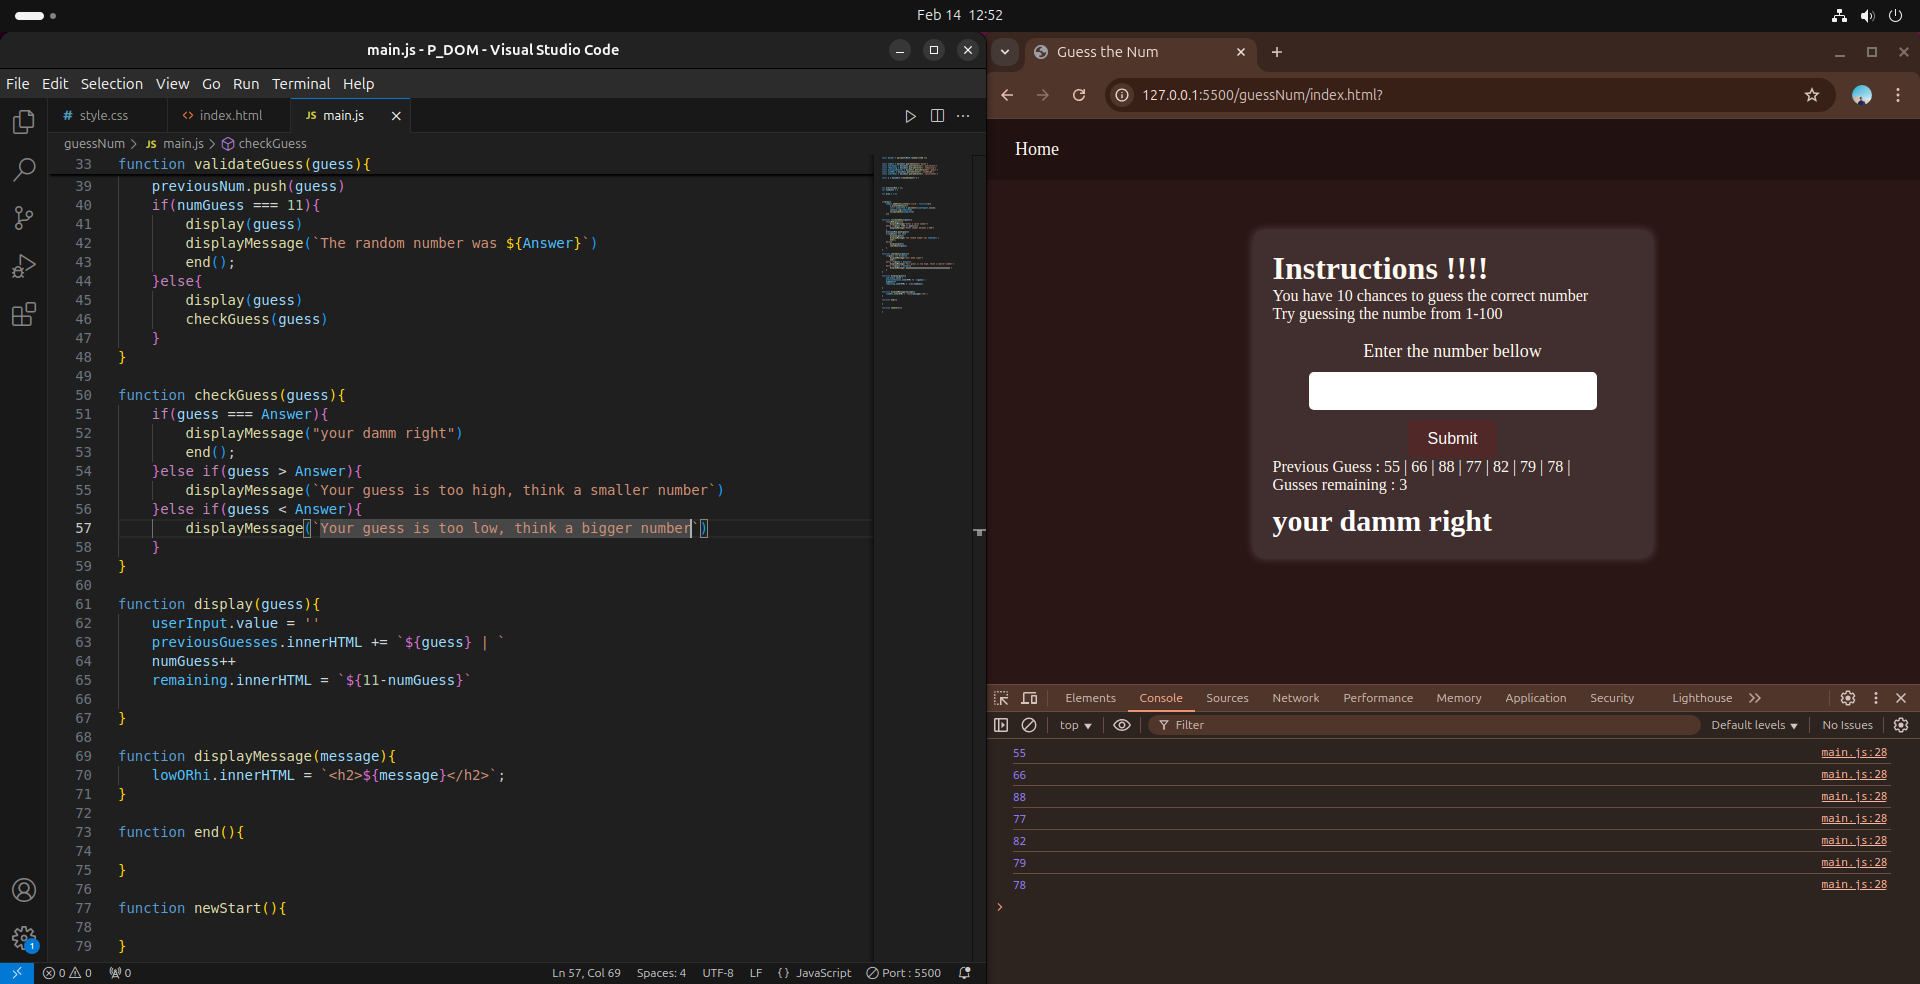 Feb 14 12:52
main.js - P_DOM - Visual Studio Code
File Edit Selection View Go Run Terminal Help
# style.css <> index.html JS main.js
guessNum > JS main.js > checkGuess
33 function validateGuess(guess){
39 previousNum.push(guess)
40 if(numGuess === 11){
41 display(guess)
42 displayMessage(`The random number was ${Answer}`)
43 end();
44 }else{
45 display(guess)
46 checkGuess(guess)
47 }
48 }
49
50 function checkGuess(guess){
51 if(guess === Answer){
52 displayMessage("your damm right")
53 end();
54 }else if(guess > Answer){
55 displayMessage(`Your guess is too high, think a smaller number`)
56 }else if(guess < Answer){
57 displayMessage(`Your guess is too low, think a bigger number`)
58 }
59 }
60
61 function display(guess){
62 userInput.value = ''
63 previousGuesses.innerHTML += `${guess} | `
64 numGuess++
65 remaining.innerHTML = `${11-numGuess}`
66
67 }
68
69 function displayMessage(message){
70 lowORhi.innerHTML = `<h2>${message}</h2>`;
71 }
72
73 function end(){
74
75 }
76
77 function newStart(){
78
79 }
1
0 0 0 Ln 57, Col 69 Spaces: 4 UTF-8 LF {} JavaScript Port : 5500
Guess the Num
127.0.0.1:5500/guessNum/index.html?
Home
Instructions !!!!
You have 10 chances to guess the correct number
Try guessing the numbe from 1-100
Enter the number bellow
Submit
Previous Guess : 55 | 66 | 88 | 77 | 82 | 79 | 78 |
Gusses remaining : 3
your damm right
Elements Console Sources Network Performance Memory Application Security Lighthouse
top Filter Default levels No Issues
55 main.js:28
66 main.js:28
88 main.js:28
77 main.js:28
82 main.js:28
79 main.js:28
78 main.js:28